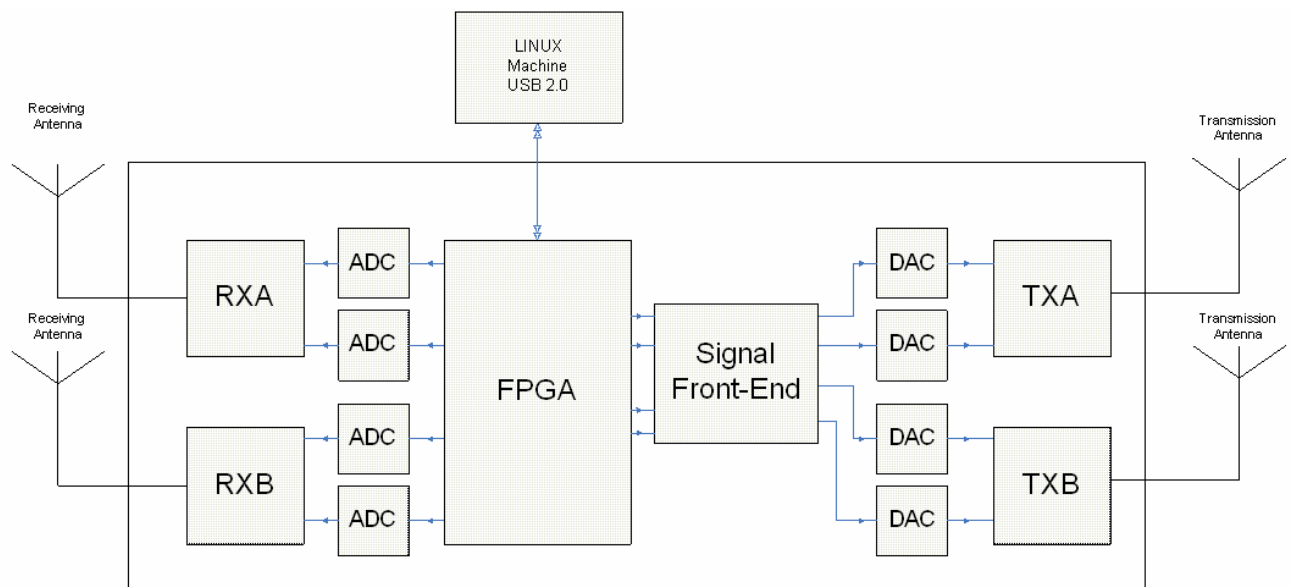 LINUX
Machine
USB 2.0
Receiving
Antenna
Transmission
Antenna
RXA
ADC
ADC
FPGA
Signal
Front-End
DAC
DAC
TXA
Receiving
Antenna
Transmission
Antenna
RXB
ADC
ADC
DAC
DAC
TXB